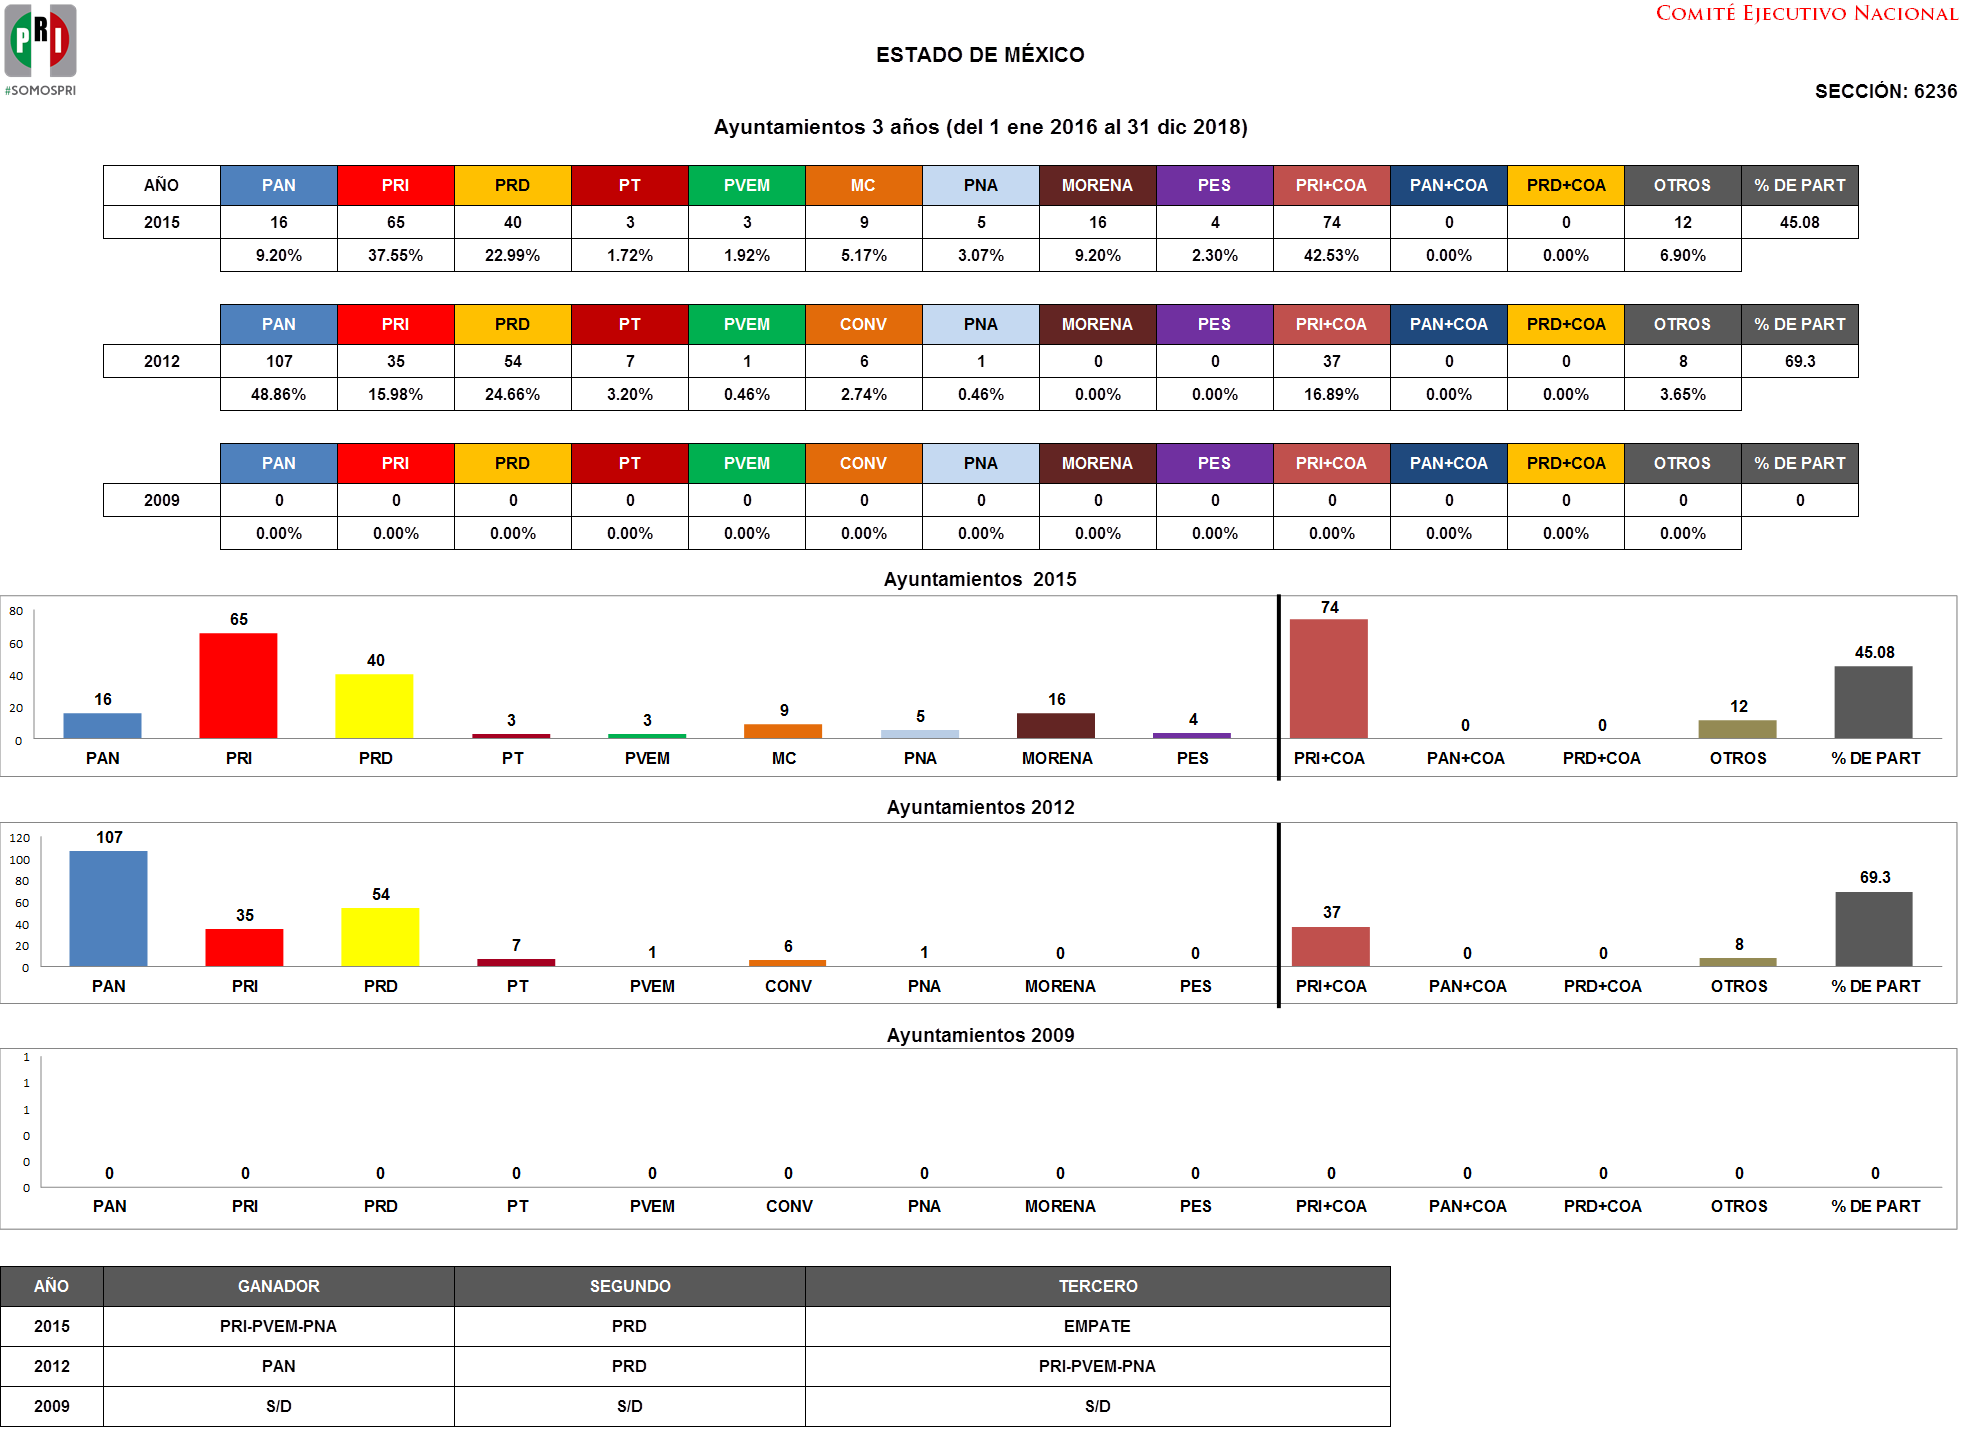 PRI
#SOMOSPRI
COMITÉ EJECUTIVO NACIONAL
ESTADO DE MÉXICO
SECCIÓN: 6236
Ayuntamientos 3 años (del 1 ene 2016 al 31 dic 2018)
AÑO PAN PRI PRD PT PVEM MC PNA MORENA PES PRI+COA PAN+COA PRD+COA OTROS % DE PART
2015 16 65 40 3 3 9 5 16 4 74 0 0 12 45.08
9.20% 37.55% 22.99% 1.72% 1.92% 5.17% 3.07% 9.20% 2.30% 42.53% 0.00% 0.00% 6.90%
PAN PRI PRD PT PVEM CONV PNA MORENA PES PRI+COA PAN+COA PRD+COA OTROS % DE PART
2012 107 35 54 7 1 6 1 0 0 37 0 0 8 69.3
48.86% 15.98% 24.66% 3.20% 0.46% 2.74% 0.46% 0.00% 0.00% 16.89% 0.00% 0.00% 3.65%
PAN PRI PRD PT PVEM CONV PNA MORENA PES PRI+COA PAN+COA PRD+COA OTROS % DE PART
2009 0 0 0 0 0 0 0 0 0 0 0 0 0 0
0.00% 0.00% 0.00% 0.00% 0.00% 0.00% 0.00% 0.00% 0.00% 0.00% 0.00% 0.00% 0.00%
Ayuntamientos 2015
80
60
40
20
0
16 65 40 3 3 9 5 16 4 74 0 0 12 45.08
PAN PRI PRD PT PVEM MC PNA MORENA PES PRI+COA PAN+COA PRD+COA OTROS % DE PART
Ayuntamientos 2012
120
100
80
60
40
20
0
107 35 54 7 1 6 1 0 0 37 0 0 8 69.3
PAN PRI PRD PT PVEM CONV PNA MORENA PES PRI+COA PAN+COA PRD+COA OTROS % DE PART
Ayuntamientos 2009
1
1
1
0
0
0
0 0 0 0 0 0 0 0 0 0 0 0 0 0
PAN PRI PRD PT PVEM CONV PNA MORENA PES PRI+COA PAN+COA PRD+COA OTROS % DE PART
AÑO GANADOR SEGUNDO TERCERO
2015 PRI-PVEM-PNA PRD EMPATE
2012 PAN PRD PRI-PVEM-PNA
2009 S/D S/D S/D